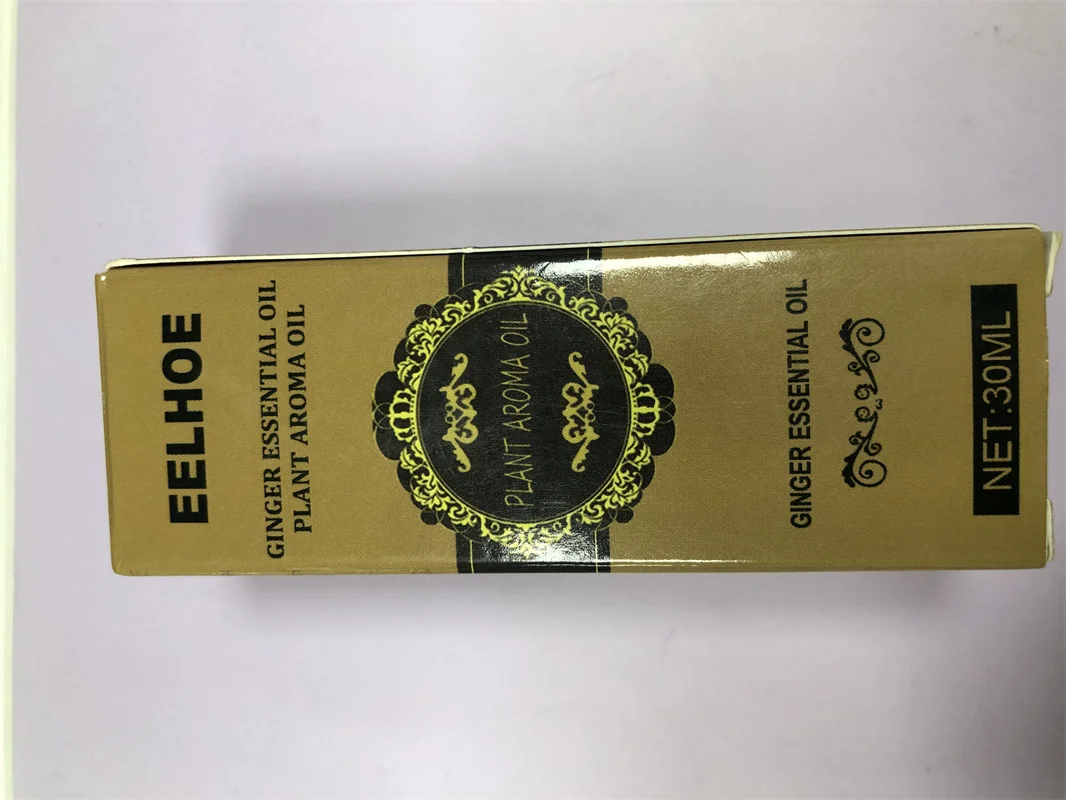 EELHOE
GINGER ESSENTIAL OIL
PLANT AROMA OIL
PLANT AROMA OIL
GINGER ESSENTIAL OIL
NET:30ML